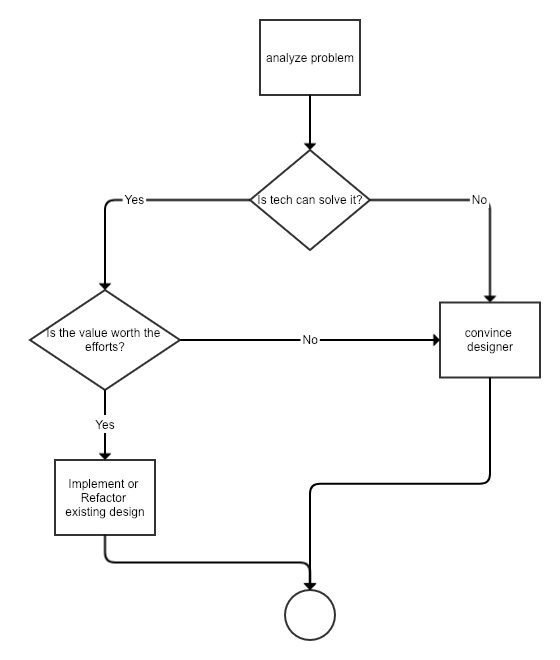 analyze problem
Is tech can solve it?
Yes
No
Is the value worth the
efforts?
No
convince
designer
Yes
Implement or
Refactor
existing design